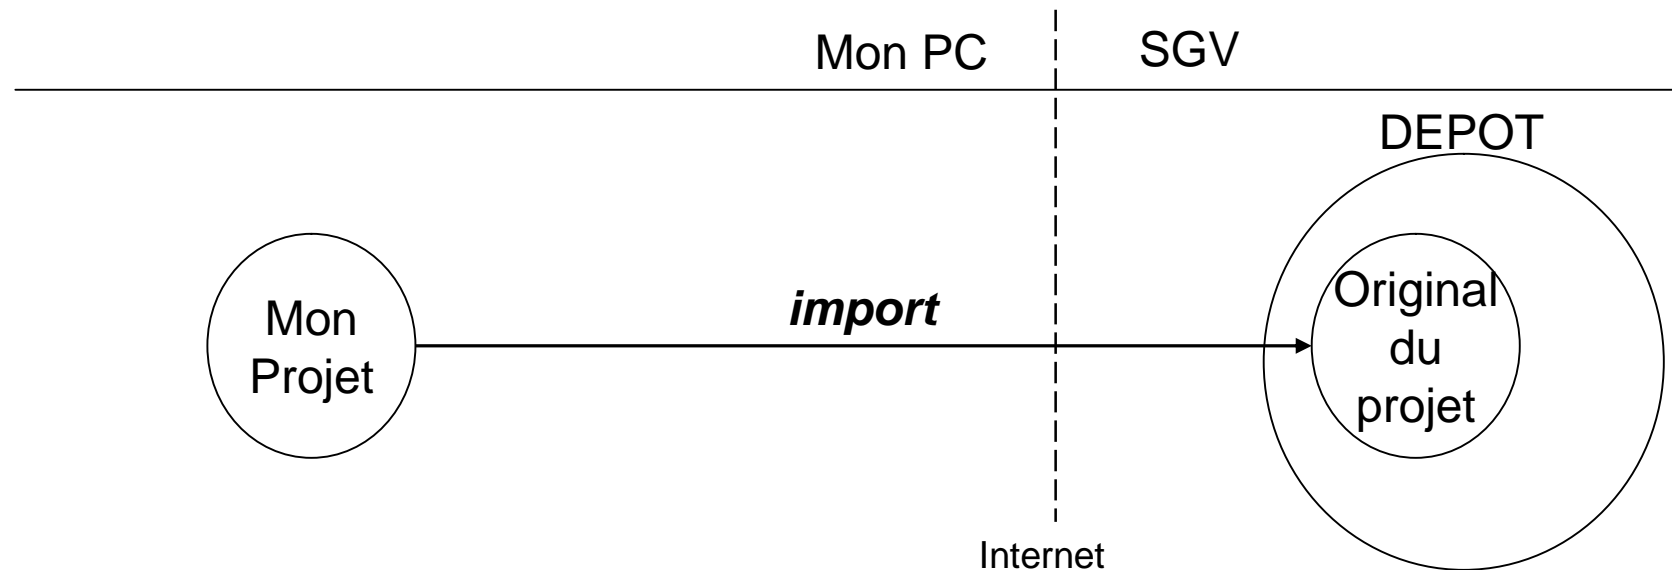 Mon PC
SGV
DEPOT
Mon
Projet
import
Original
du
projet
Internet